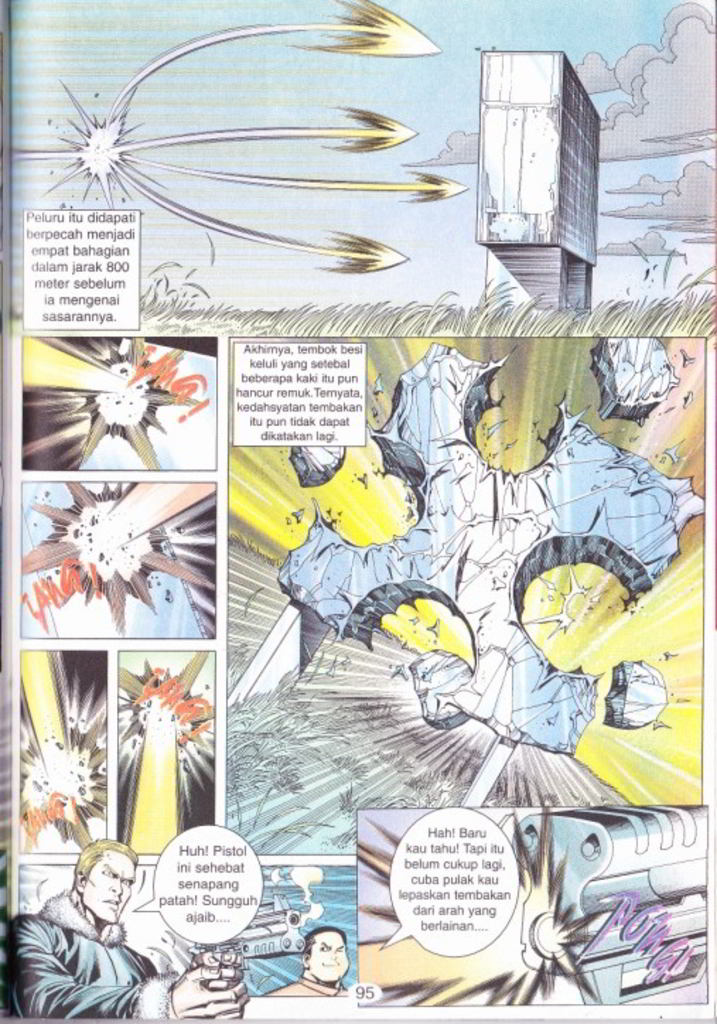 Peluru itu didapati
berpecah menjadi
empat bahagian
dalam jarak 800
meter sebelum
ia mengenai
sasarannya.
Akhirnya, tembok besi
keluli yang setebal
beberapa kaki itu pun
hancur remuk.Ternyata,
kedahsyatan tembakan
itu pun tidak dapat
dikatakan lagi.
Huh! Pistol
ini sehebat
senapang
patah! Sungguh
ajaib....
Hah! Baru
kau tahu! Tapi itu
belum cukup lagi,
cuba pulak kau
lepaskan tembakan
dari arah yang
berlainan....
95